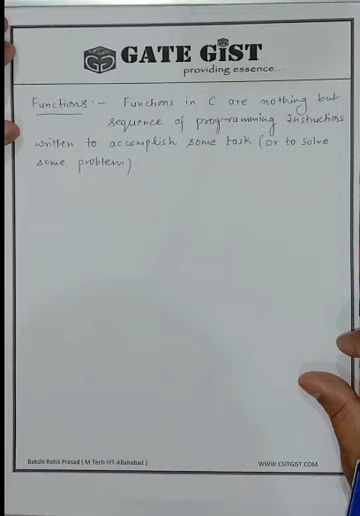 GATE GIST
providing essence...
Functions :- Functions in C are nothing but
sequence of programming Instructions
written to accomplish some task (or to solve
some problem).
Bakshi Rohit Prasad ( M.Tech IIIT-Allahabad )
WWW.CSITGIST.COM